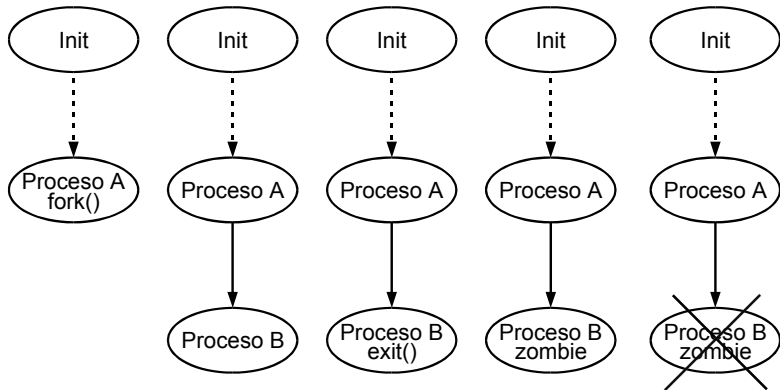 Init
Init
Init
Init
Init
Proceso A
fork()
Proceso A
Proceso A
Proceso A
Proceso A
Proceso B
Proceso B
exit()
Proceso B
zombie
Proceso B
zombie